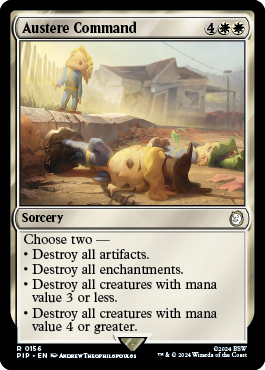 Austere Command 4
Sorcery
Choose two —
• Destroy all artifacts.
• Destroy all enchantments.
• Destroy all creatures with mana
value 3 or less.
• Destroy all creatures with mana
value 4 or greater.
R 0156
PIP • EN ANDREW THEOPHILOPOULOS
©2024 BSW
™ & © 2024 Wizards of the Coast